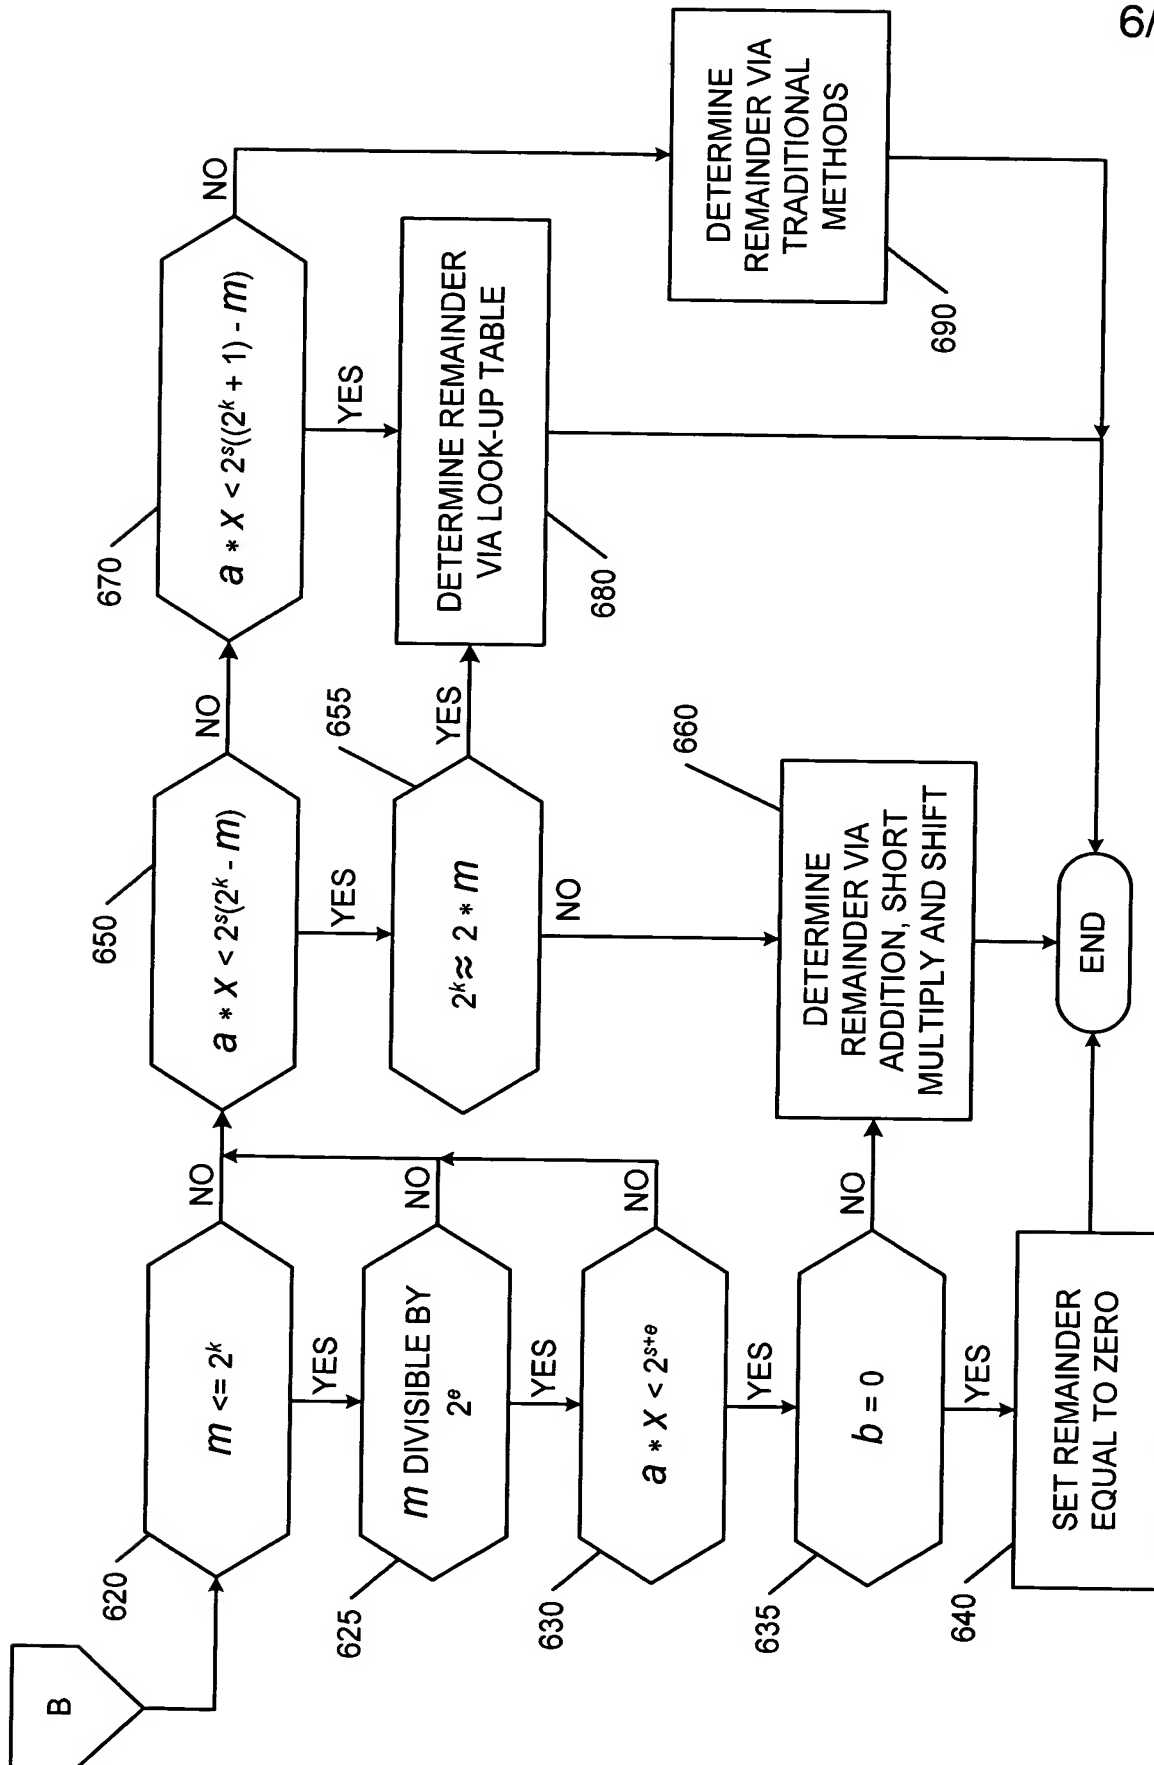 6/
B
620
m <= 2^k
NO
YES
625
m DIVISIBLE BY
2^e
NO
YES
630
a * X < 2^{s+e}
NO
YES
635
b = 0
NO
YES
640
SET REMAINDER
EQUAL TO ZERO
650
a * X < 2^s(2^k - m)
NO
YES
655
2^k ≈ 2 * m
YES
NO
660
DETERMINE
REMAINDER VIA
ADDITION, SHORT
MULTIPLY AND SHIFT
END
670
a * X < 2^s((2^k + 1) - m)
NO
YES
680
DETERMINE REMAINDER
VIA LOOK-UP TABLE
690
DETERMINE
REMAINDER VIA
TRADITIONAL
METHODS